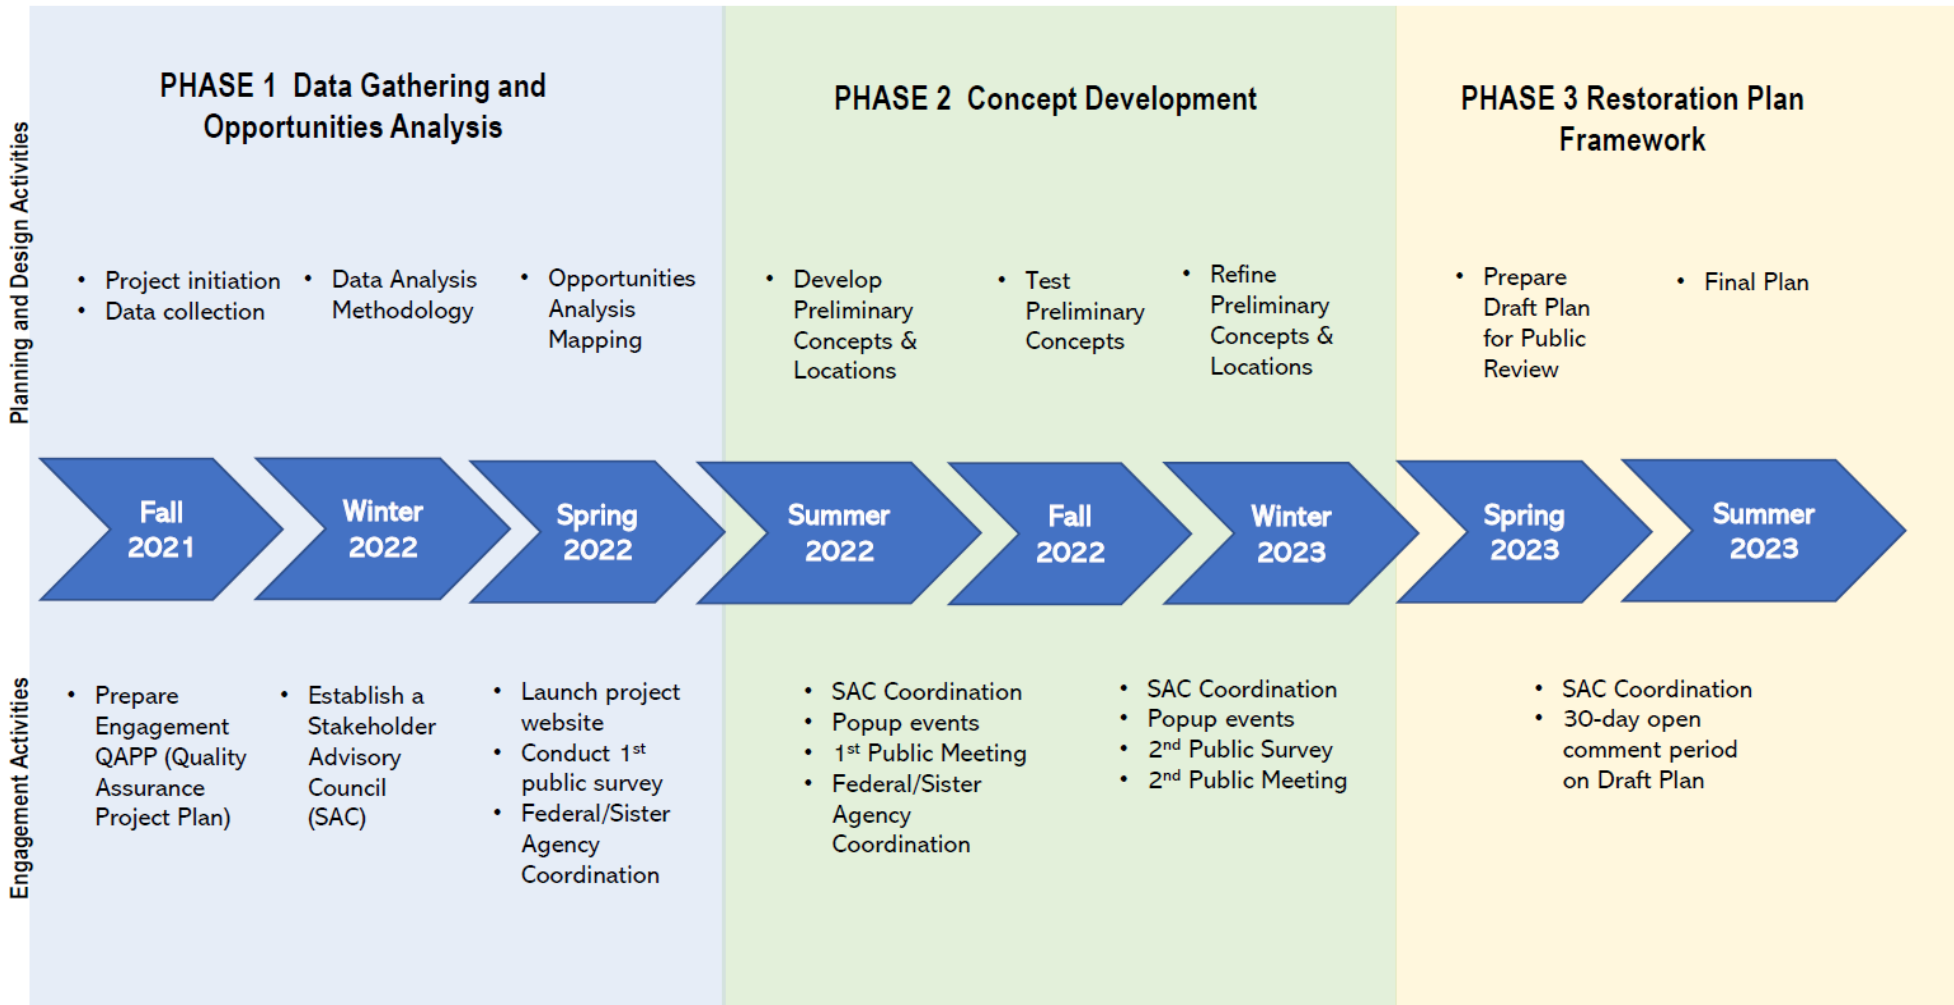 PHASE 1 Data Gathering and
Opportunities Analysis
PHASE 2 Concept Development
PHASE 3 Restoration Plan
Framework
Planning and Design Activities
• Project initiation
• Data collection
• Data Analysis
Methodology
• Opportunities
Analysis
Mapping
• Develop
Preliminary
Concepts &
Locations
• Test
Preliminary
Concepts
• Refine
Preliminary
Concepts &
Locations
• Prepare
Draft Plan
for Public
Review
• Final Plan
Fall
2021
Winter
2022
Spring
2022
Summer
2022
Fall
2022
Winter
2023
Spring
2023
Summer
2023
Engagement Activities
• Prepare
Engagement
QAPP (Quality
Assurance
Project Plan)
• Establish a
Stakeholder
Advisory
Council
(SAC)
• Launch project
website
• Conduct 1st
public survey
• Federal/Sister
Agency
Coordination
• SAC Coordination
• Popup events
• 1st Public Meeting
• Federal/Sister
Agency
Coordination
• SAC Coordination
• Popup events
• 2nd Public Survey
• 2nd Public Meeting
• SAC Coordination
• 30-day open
comment period
on Draft Plan